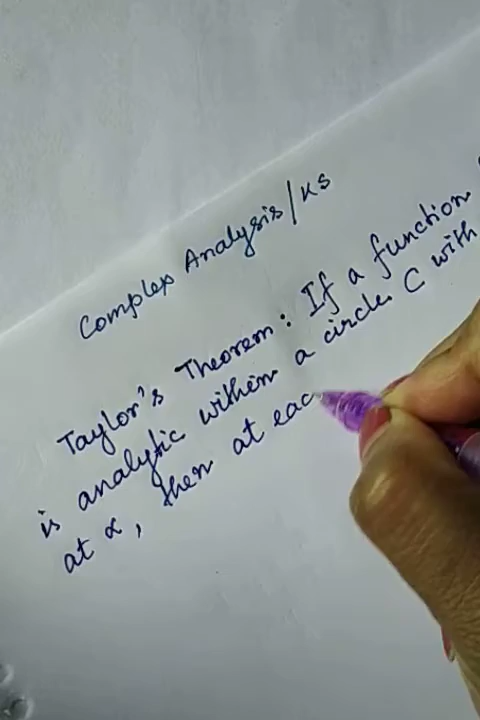 Complex Analysis/KS
Taylor's Theorem: If a function
is analytic within a circle C with
at α, then at eac